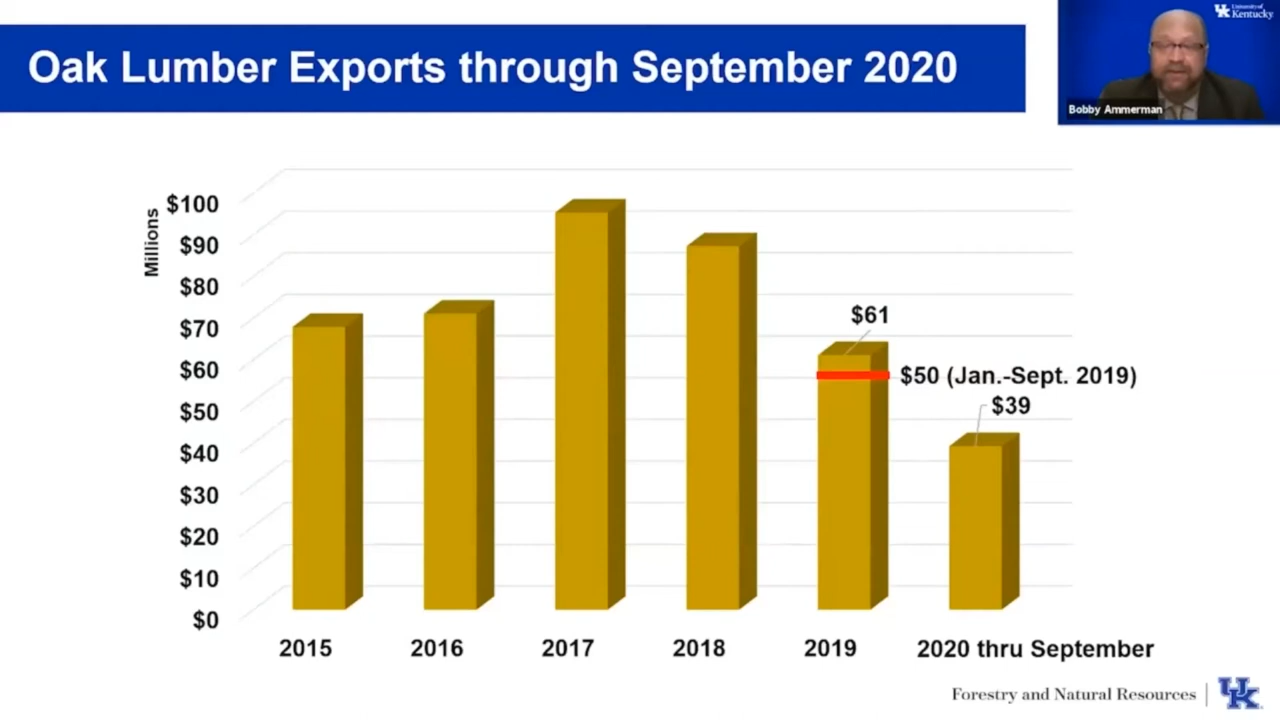 Oak Lumber Exports through September 2020
University of
Kentucky
Bobby Ammerman
Millions
$100
$90
$80
$70
$60
$50
$40
$30
$20
$10
$0
$61
$50 (Jan.-Sept. 2019)
$39
2015
2016
2017
2018
2019
2020 thru September
Forestry and Natural Resources
UK